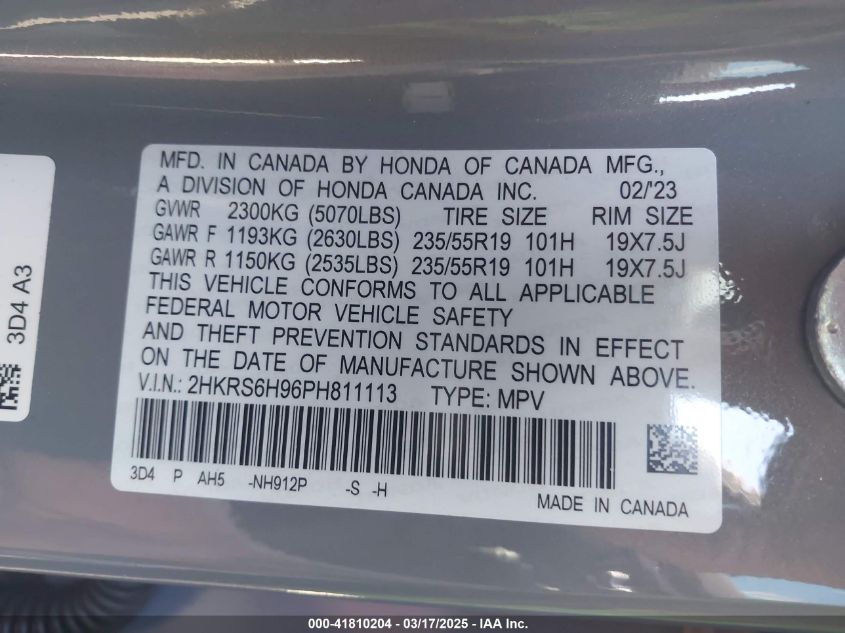 MFD. IN CANADA BY HONDA OF CANADA MFG.,
A DIVISION OF HONDA CANADA INC. 02/'23
GVWR 2300KG (5070LBS) TIRE SIZE RIM SIZE
GAWR F 1193KG (2630LBS) 235/55R19 101H 19X7.5J
GAWR R 1150KG (2535LBS) 235/55R19 101H 19X7.5J
THIS VEHICLE CONFORMS TO ALL APPLICABLE
FEDERAL MOTOR VEHICLE SAFETY
AND THEFT PREVENTION STANDARDS IN EFFECT
ON THE DATE OF MANUFACTURE SHOWN ABOVE.
V.I.N.: 2HKRS6H96PH811113 TYPE: MPV
3D4 P AH5 -NH912P -S -H
MADE IN CANADA
3D4 A3
000-41810204 — 03/17/2025 — IAA Inc.